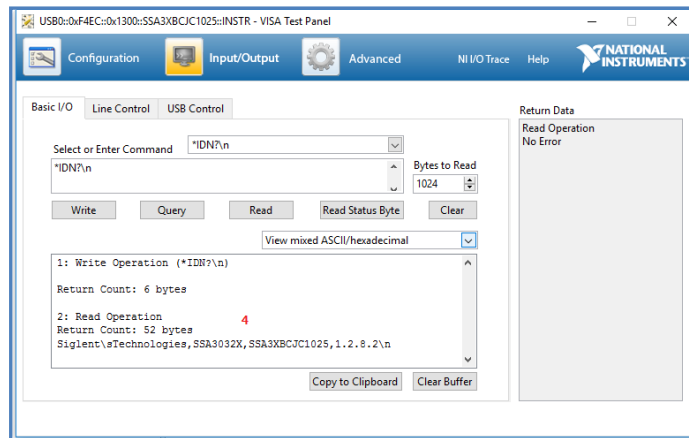 USB0::0xF4EC::0x1300::SSA3XBCJC1025::INSTR - VISA Test Panel
Configuration
Input/Output
Advanced
NI I/O Trace
Help
NATIONAL INSTRUMENTS
Basic I/O
Line Control
USB Control
Return Data
Read Operation
No Error
Select or Enter Command
*IDN?\n
*IDN?\n
Bytes to Read
1024
Write
Query
Read
Read Status Byte
Clear
View mixed ASCII/hexadecimal
1: Write Operation (*IDN?\n)
Return Count: 6 bytes
2: Read Operation
4
Return Count: 52 bytes
Siglent\sTechnologies,SSA3032X,SSA3XBCJC1025,1.2.8.2\n
Copy to Clipboard
Clear Buffer